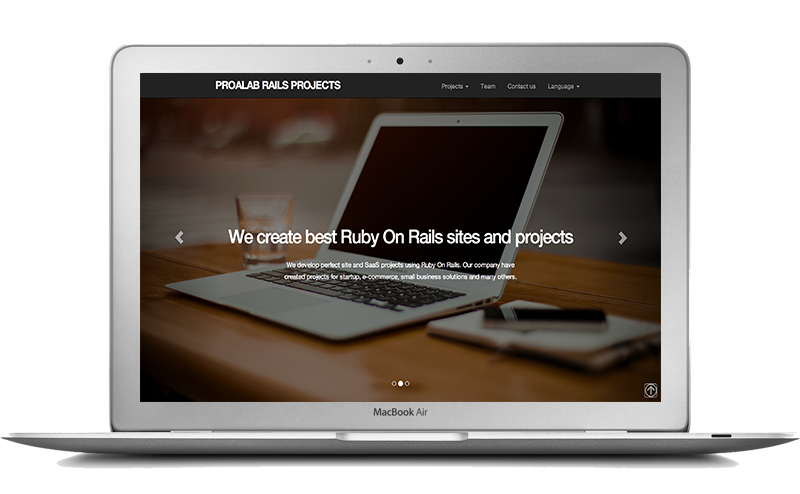 PROALAB RAILS PROJECTS
Projects Team Contact us Language
We create best Ruby On Rails sites and projects
We develop perfect site and SaaS projects using Ruby On Rails. Our company have
created projects for startup, e-commerce, small business solutions and many others.
MacBook Air